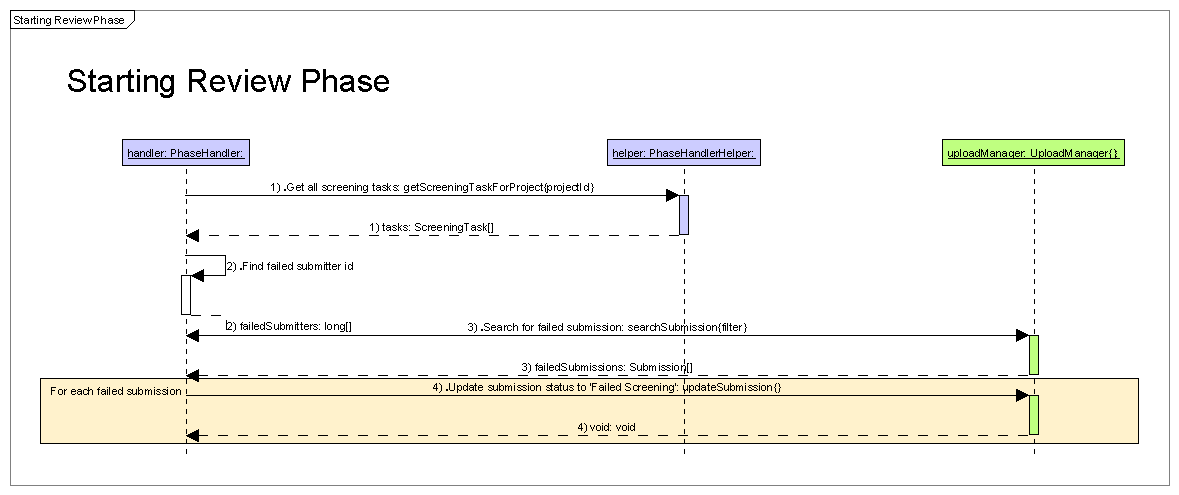 Starting ReviewPhase
Starting Review Phase
handler: PhaseHandler:
helper: PhaseHandlerHelper:
uploadManager: UploadManager{}
1) .Get all screening tasks: getScreeningTaskForProject{projectId}
1) tasks: ScreeningTask[]
2) .Find failed submitter id
2) failedSubmitters: long[]
3) .Search for failed submission: searchSubmission{filter}
3) failedSubmissions: Submission[]
For each failed submission
4) .Update submission status to 'Failed Screening': updateSubmission{}
4) void: void